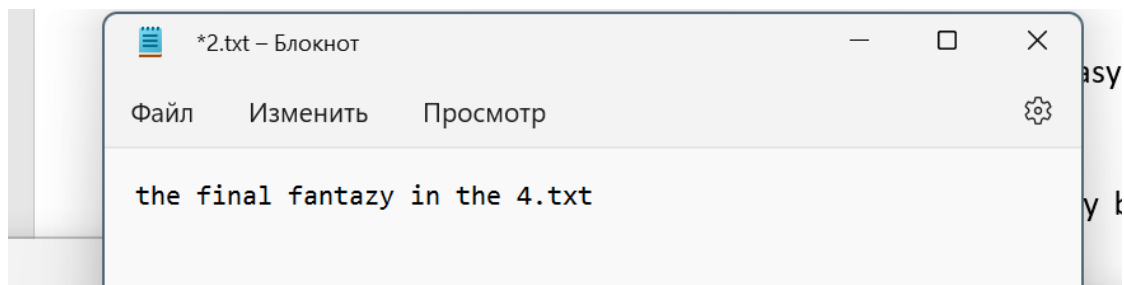 *2.txt – Блокнот
Файл Изменить Просмотр
the final fantazy in the 4.txt